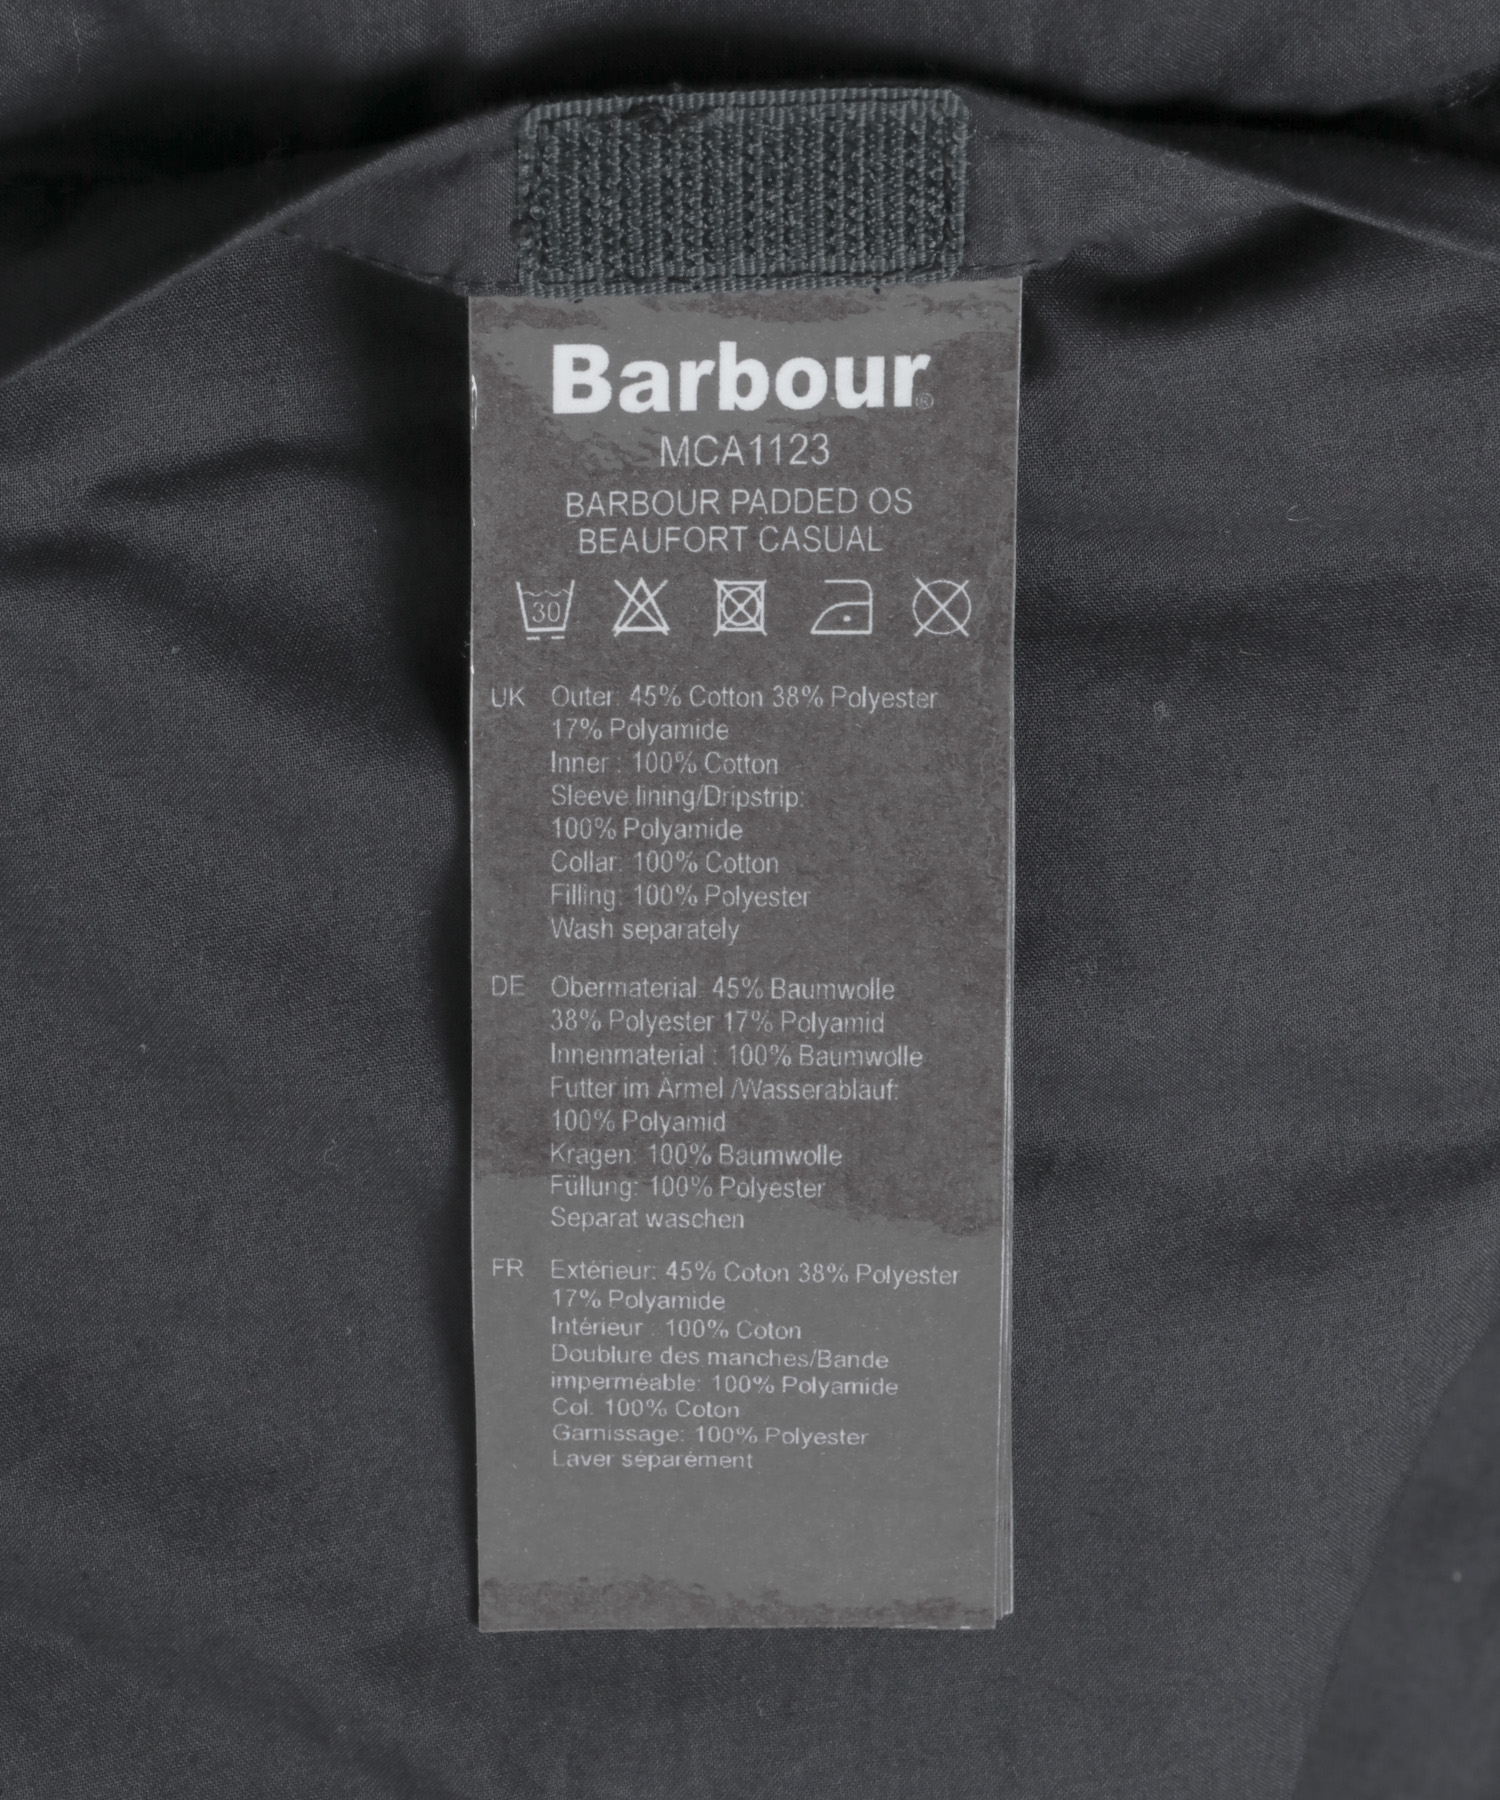 Barbour®
MCA1123
BARBOUR PADDED OS
BEAUFORT CASUAL
30
UK Outer: 45% Cotton 38% Polyester
17% Polyamide
Inner : 100% Cotton
Sleeve lining/Dripstrip:
100% Polyamide
Collar: 100% Cotton
Filling: 100% Polyester
Wash separately
DE Obermaterial: 45% Baumwolle
38% Polyester 17% Polyamid
Innenmaterial : 100% Baumwolle
Futter im Ärmel /Wasserablauf:
100% Polyamid
Kragen: 100% Baumwolle
Füllung: 100% Polyester
Separat waschen
FR Extérieur: 45% Coton 38% Polyester
17% Polyamide
Intérieur : 100% Coton
Doublure des manches/Bande
imperméable: 100% Polyamide
Col: 100% Coton
Garnissage: 100% Polyester
Laver séparément